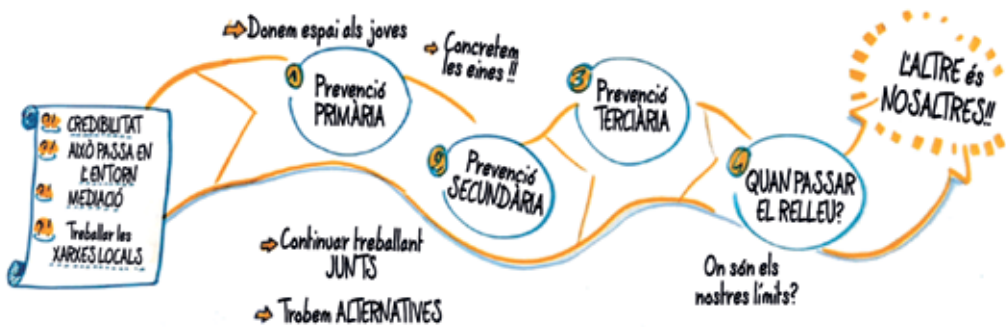 CREDIBILITAT
AIXÒ PASSA EN
L'ENTORN
MEDIACIÓ
Treballar les
XARXES LOCALS
Donem espai als joves
Concretem
les eines !!
1
Prevenció
PRIMÀRIA
2
Prevenció
SECUNDÀRIA
3
Prevenció
TERCIÀRIA
4
QUAN PASSAR
EL RELLEU?
L'ALTRE és
NOSALTRES!!
Continuar treballant
JUNTS
Trobem ALTERNATIVES
On són els
nostres límits?